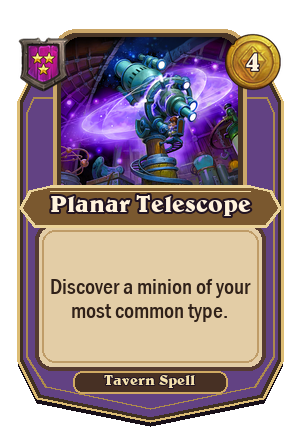 4
Planar Telescope
Discover a minion of your
most common type.
Tavern Spell